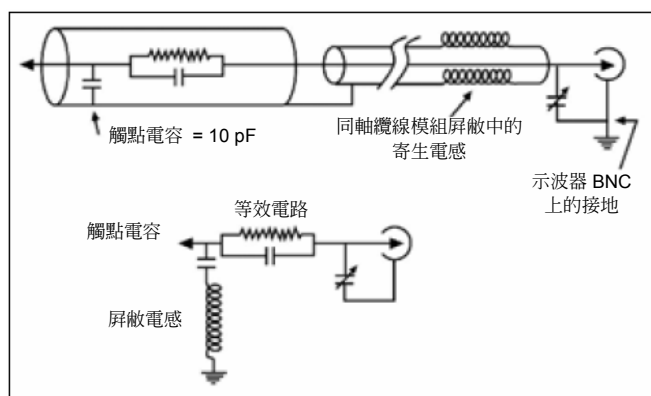 觸點電容 = 10 pF
同軸纜線模組屏敝中的
寄生電感
示波器 BNC
上的接地
等效電路
觸點電容
屏敝電感